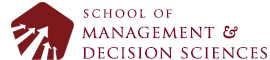 SCHOOL OF
MANAGEMENT &
DECISION SCIENCES